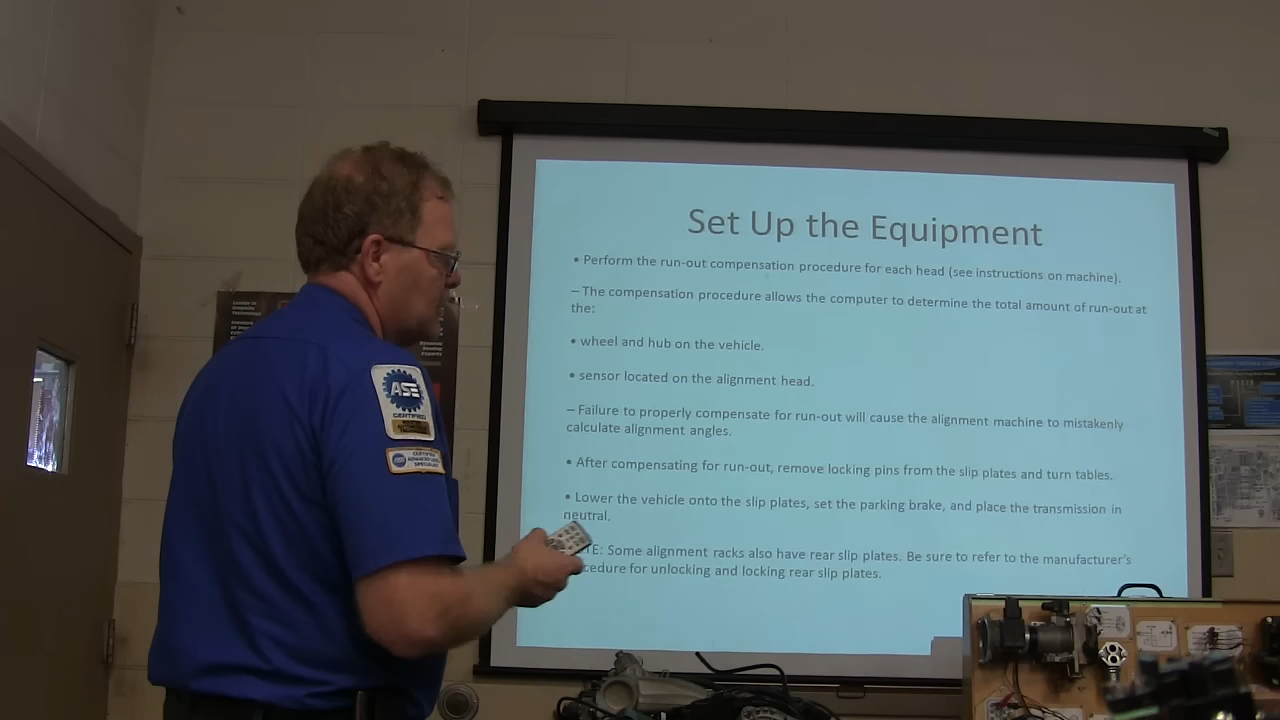 Set Up the Equipment
• Perform the run-out compensation procedure for each head (see instructions on machine).
– The compensation procedure allows the computer to determine the total amount of run-out at
the:
• wheel and hub on the vehicle.
• sensor located on the alignment head.
– Failure to properly compensate for run-out will cause the alignment machine to mistakenly
calculate alignment angles.
• After compensating for run-out, remove locking pins from the slip plates and turn tables.
• Lower the vehicle onto the slip plates, set the parking brake, and place the transmission in
neutral.
TE: Some alignment racks also have rear slip plates. Be sure to refer to the manufacturer's
cedure for unlocking and locking rear slip plates.
ASE
CERTIFIED
CERTIFIED
ADVANCED LEVEL
SPECIALIST